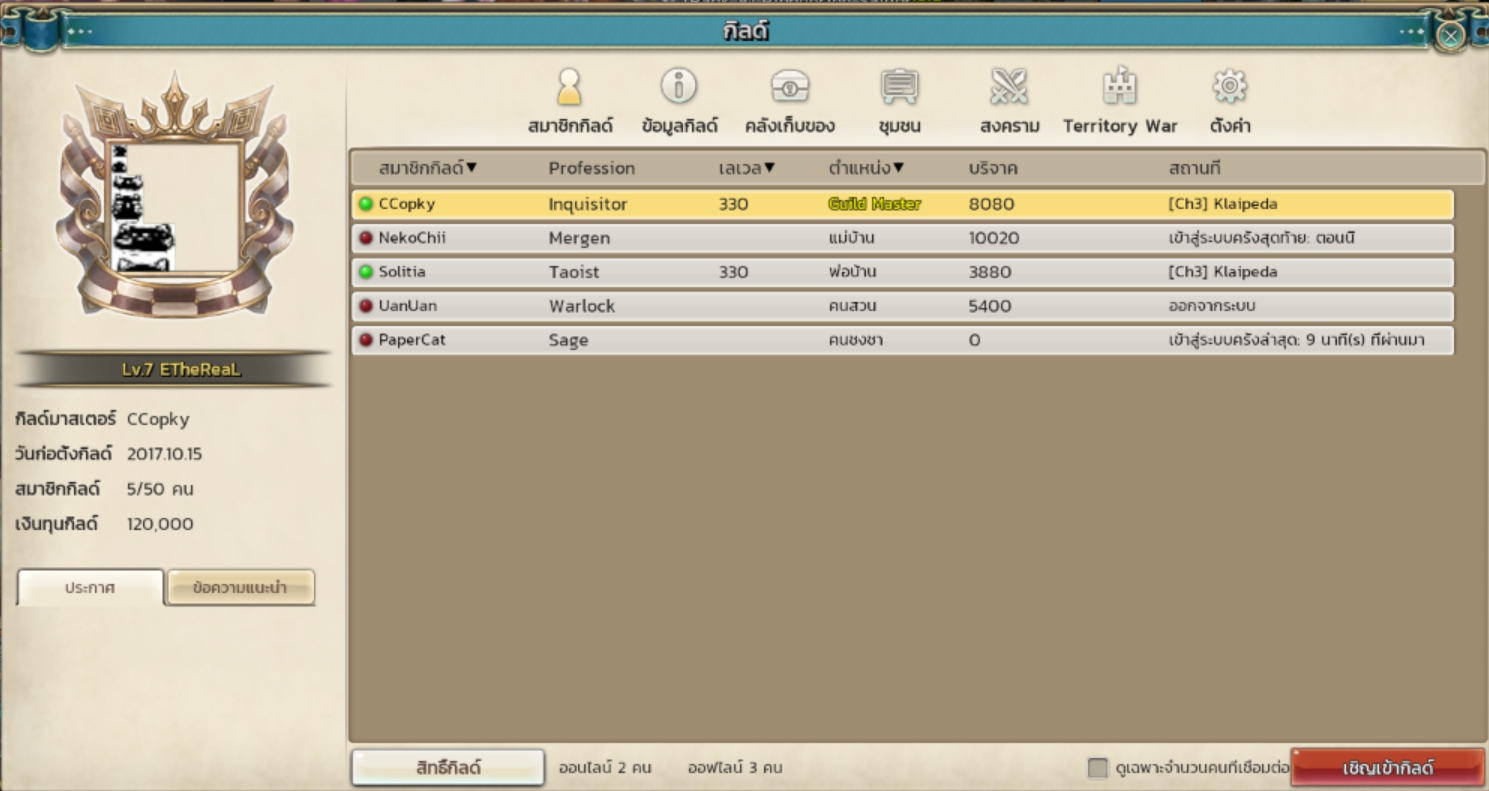 กิลด์
สมาชิกกิลด์ ข้อมูลกิลด์ คลังเก็บของ ชุมชน สงคราม Territory War ตั้งค่า
สมาชิกกิลด์▼ Profession เลเวล▼ ตำแหน่ง▼ บริจาค สถานที่
CCopky Inquisitor 330 Guild Master 8080 [Ch3] Klaipeda
NekoChii Mergen แม่บ้าน 10020 เข้าสู่ระบบครั้งสุดท้าย: ตอนนี้
Solitia Taoist 330 พ่อบ้าน 3880 [Ch3] Klaipeda
UanUan Warlock คนสวน 5400 ออกจากระบบ
PaperCat Sage คนชงชา 0 เข้าสู่ระบบครั้งล่าสุด: 9 นาที(s) ที่ผ่านมา
Lv.7 ETheReaL
กิลด์มาสเตอร์ CCopky
วันก่อตั้งกิลด์ 2017.10.15
สมาชิกกิลด์ 5/50 คน
เงินทุนกิลด์ 120,000
ประกาศ ข้อความแนะนำ
สิทธิ์กิลด์ ออนไลน์ 2 คน ออฟไลน์ 3 คน ดูเฉพาะจำนวนคนที่เชื่อมต่อ เชิญเข้ากิลด์